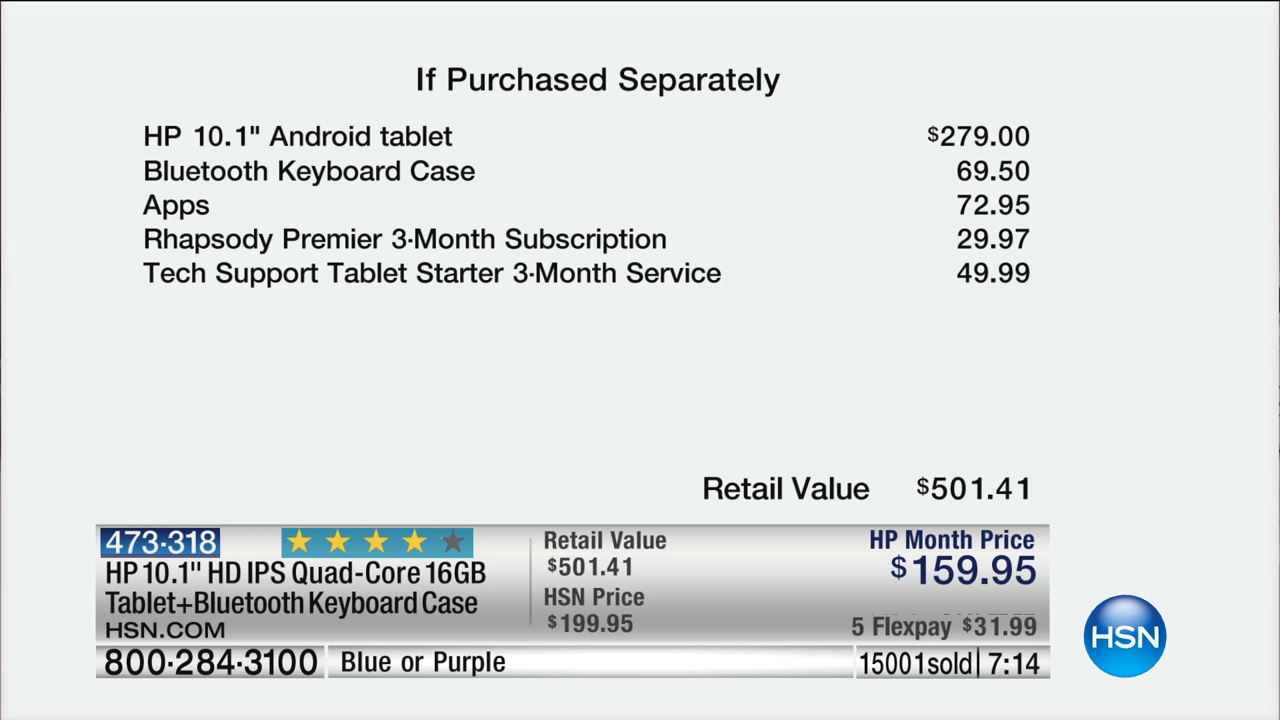 If Purchased Separately
HP 10.1" Android tablet $279.00
Bluetooth Keyboard Case 69.50
Apps 72.95
Rhapsody Premier 3-Month Subscription 29.97
Tech Support Tablet Starter 3-Month Service 49.99
Retail Value $501.41
473-318
HP 10.1" HD IPS Quad-Core 16GB
Tablet+Bluetooth Keyboard Case
HSN.COM
Retail Value
$501.41
HSN Price
$199.95
HP Month Price
$159.95
5 Flexpay $31.99
800-284-3100 Blue or Purple 15001sold 7:14
HSN